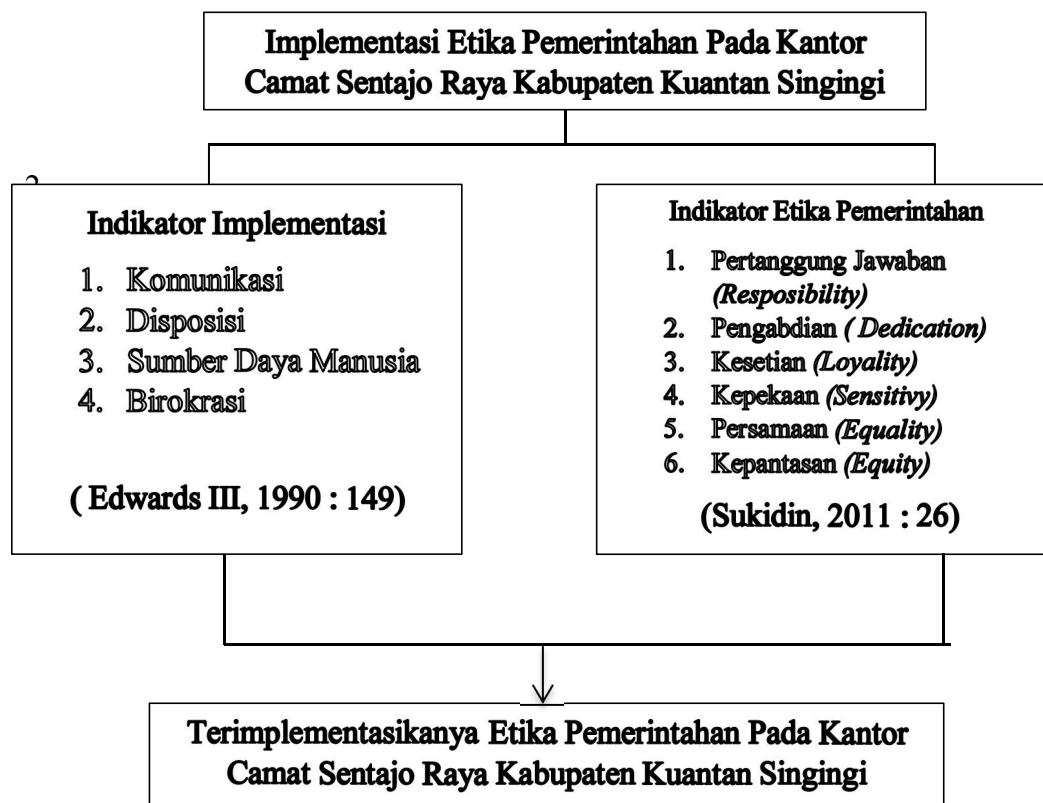 Implementasi Etika Pemerintahan Pada Kantor
Camat Sentajo Raya Kabupaten Kuantan Singingi
Indikator Implementasi
1. Komunikasi
2. Disposisi
3. Sumber Daya Manusia
4. Birokrasi
( Edwards III, 1990 : 149)
Indikator Etika Pemerintahan
1. Pertanggung Jawaban
(Resposibility)
2. Pengabdian ( Dedication)
3. Kesetian (Loyality)
4. Kepekaan (Sensitivy)
5. Persamaan (Equality)
6. Kepantasan (Equity)
(Sukidin, 2011 : 26)
Terimplementasikanya Etika Pemerintahan Pada Kantor
Camat Sentajo Raya Kabupaten Kuantan Singingi